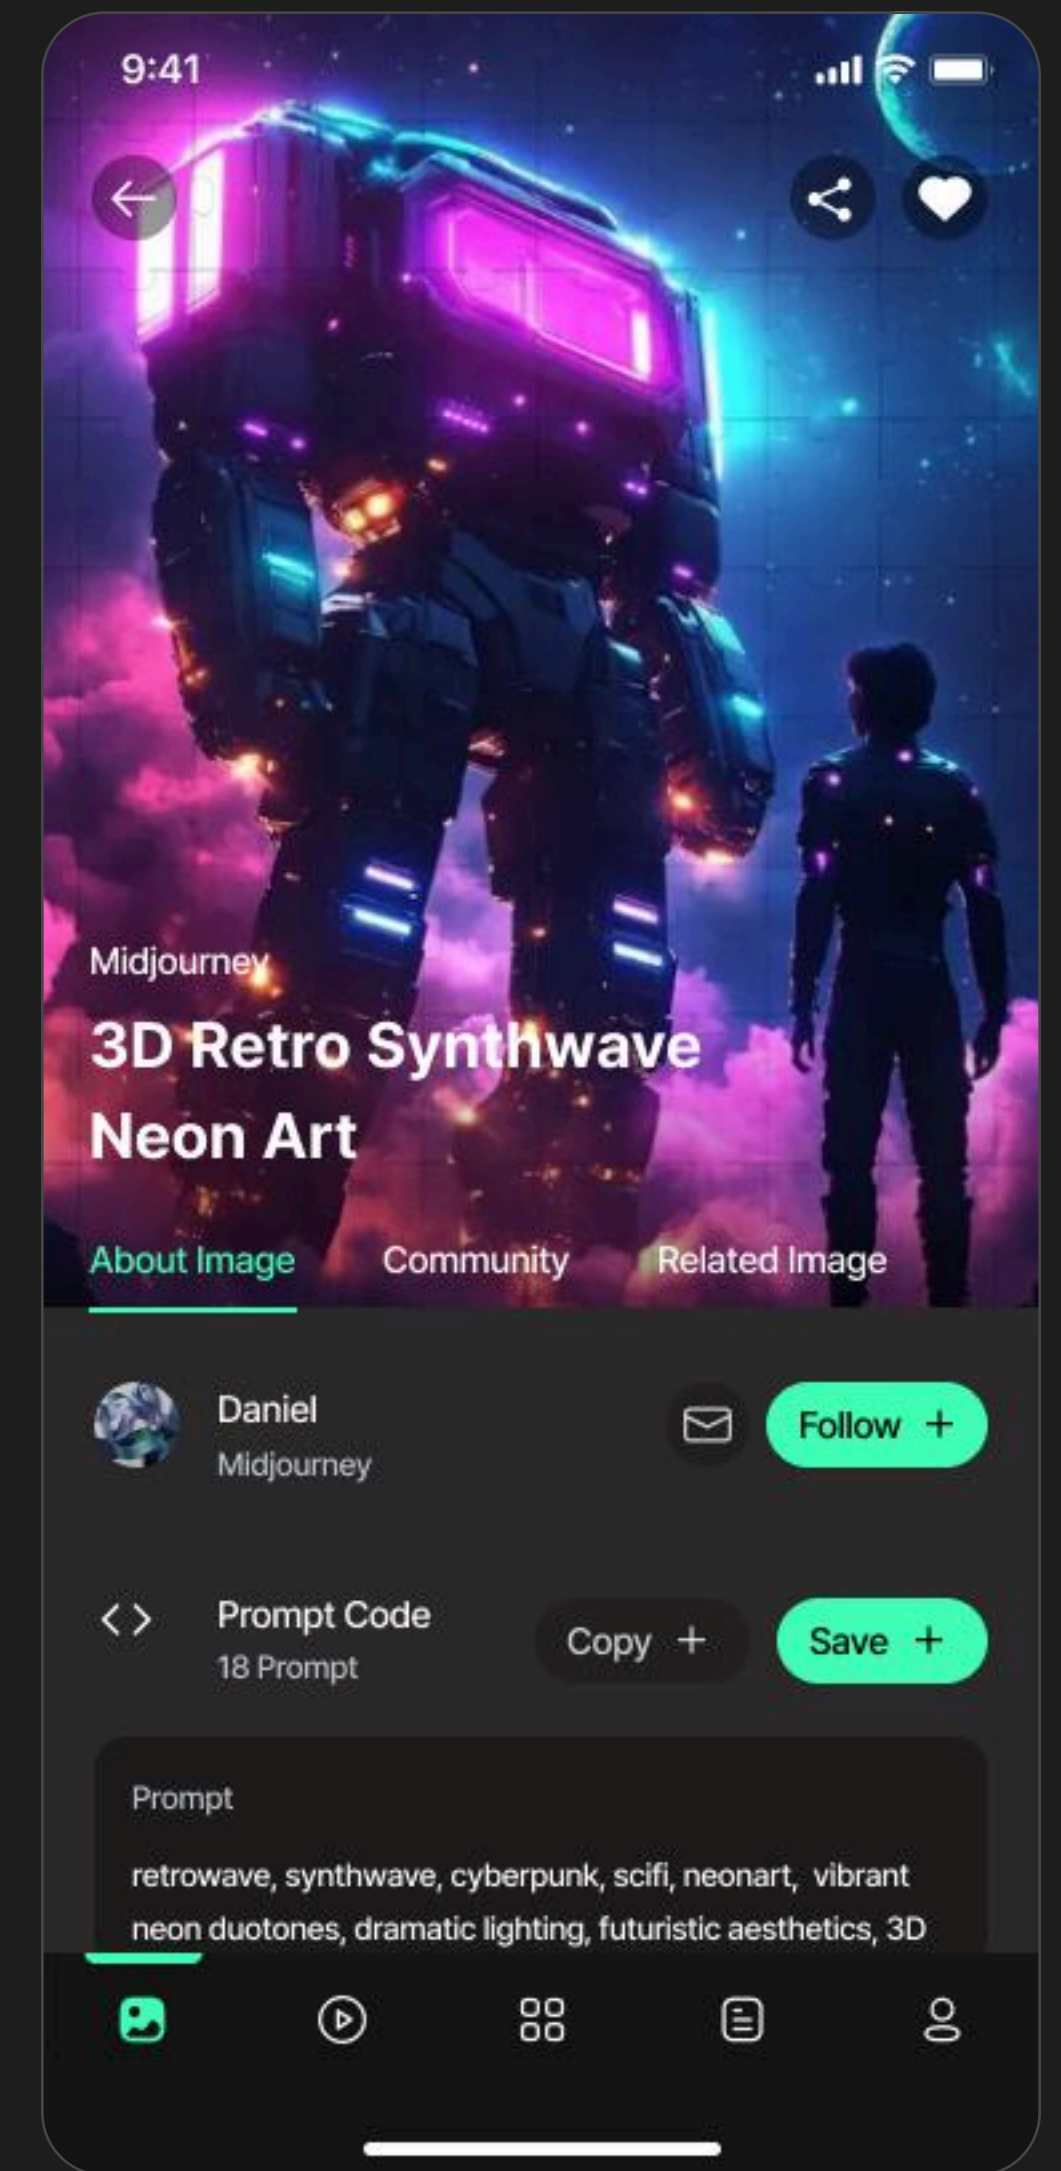 9:41
Midjourney
3D Retro Synthwave
Neon Art
About Image Community Related Image
Daniel
Midjourney
Follow +
Prompt Code
18 Prompt
Copy +
Save +
Prompt
retrowave, synthwave, cyberpunk, scifi, neonart, vibrant
neon duotones, dramatic lighting, futuristic aesthetics, 3D